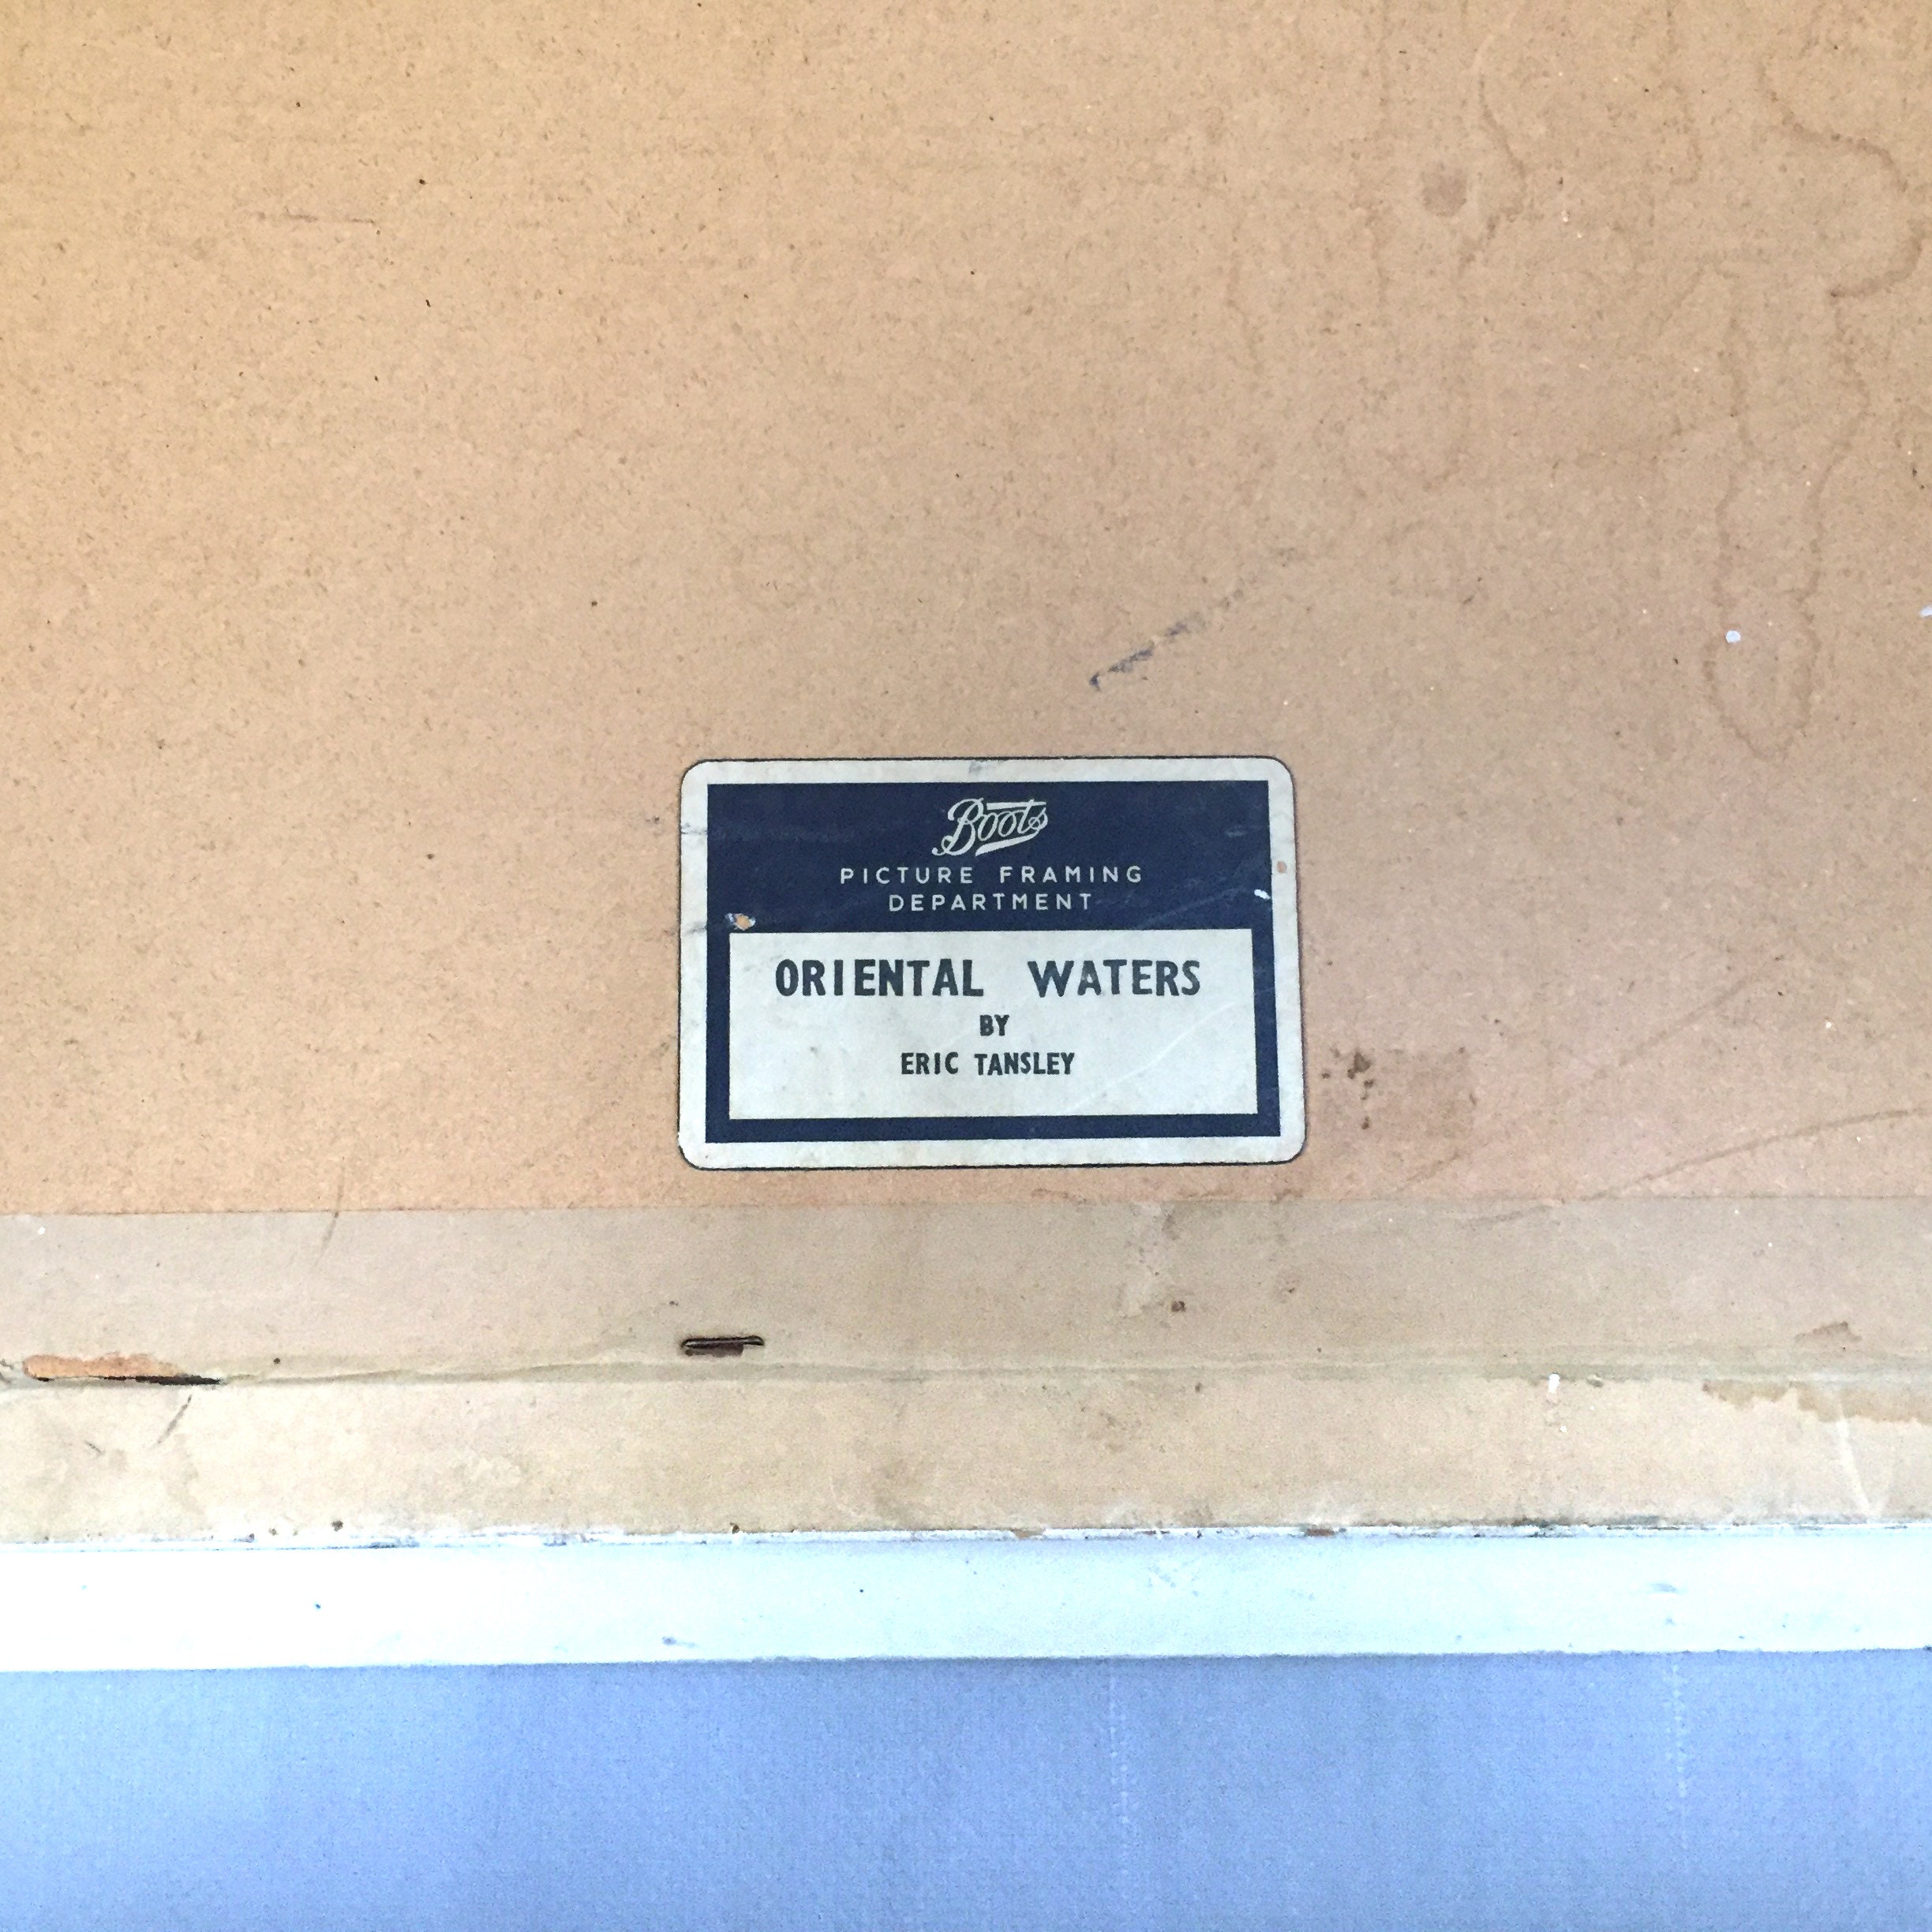 Boots
PICTURE FRAMING
DEPARTMENT
ORIENTAL WATERS
BY
ERIC TANSLEY